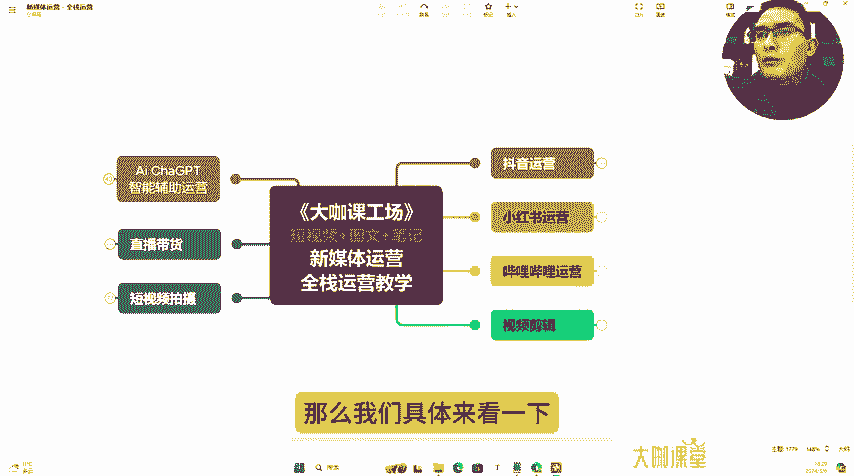 新媒体运营-全栈运营
Ai ChaGPT
智能辅助运营
直播带货
短视频拍摄
《大咖课工场》
短视频+图文+笔记
新媒体运营
全栈运营教学
抖音运营
小红书运营
哔哩哔哩运营
视频剪辑
那么我们具体来看一下
大咖课堂